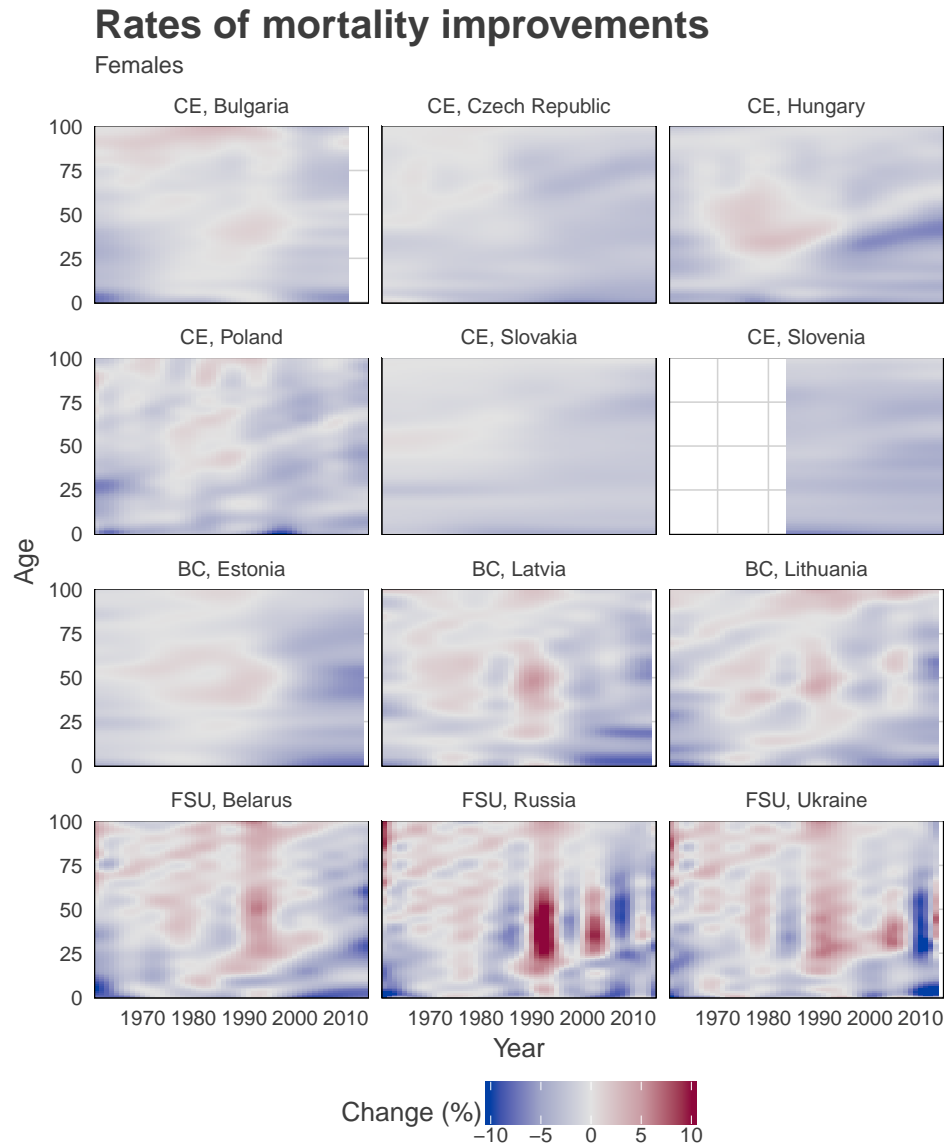 Rates of mortality improvements
Females
CE, Bulgaria CE, Czech Republic CE, Hungary
100
75
50
25
0
CE, Poland CE, Slovakia CE, Slovenia
100
75
50
25
0
Age
BC, Estonia BC, Latvia BC, Lithuania
100
75
50
25
0
FSU, Belarus FSU, Russia FSU, Ukraine
100
75
50
25
0
1970 1980 1990 2000 2010 1970 1980 1990 2000 2010 1970 1980 1990 2000 2010
Year
Change (%)
−10 −5 0 5 10